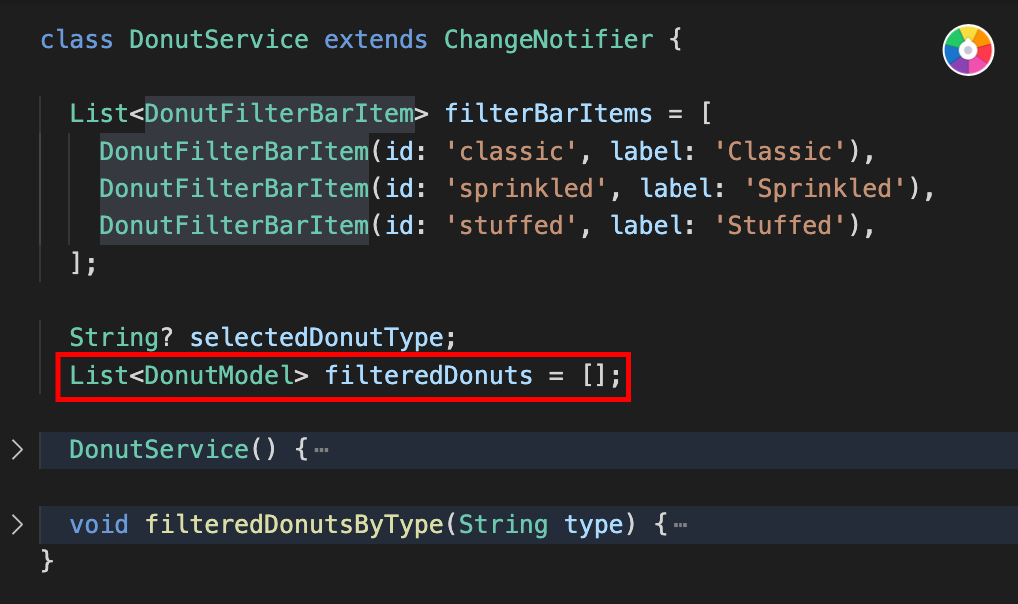 class DonutService extends ChangeNotifier {
List<DonutFilterBarItem> filterBarItems = [
DonutFilterBarItem(id: 'classic', label: 'Classic'),
DonutFilterBarItem(id: 'sprinkled', label: 'Sprinkled'),
DonutFilterBarItem(id: 'stuffed', label: 'Stuffed'),
];
String? selectedDonutType;
List<DonutModel> filteredDonuts = [];
DonutService() {⋯
void filteredDonutsByType(String type) {⋯
}